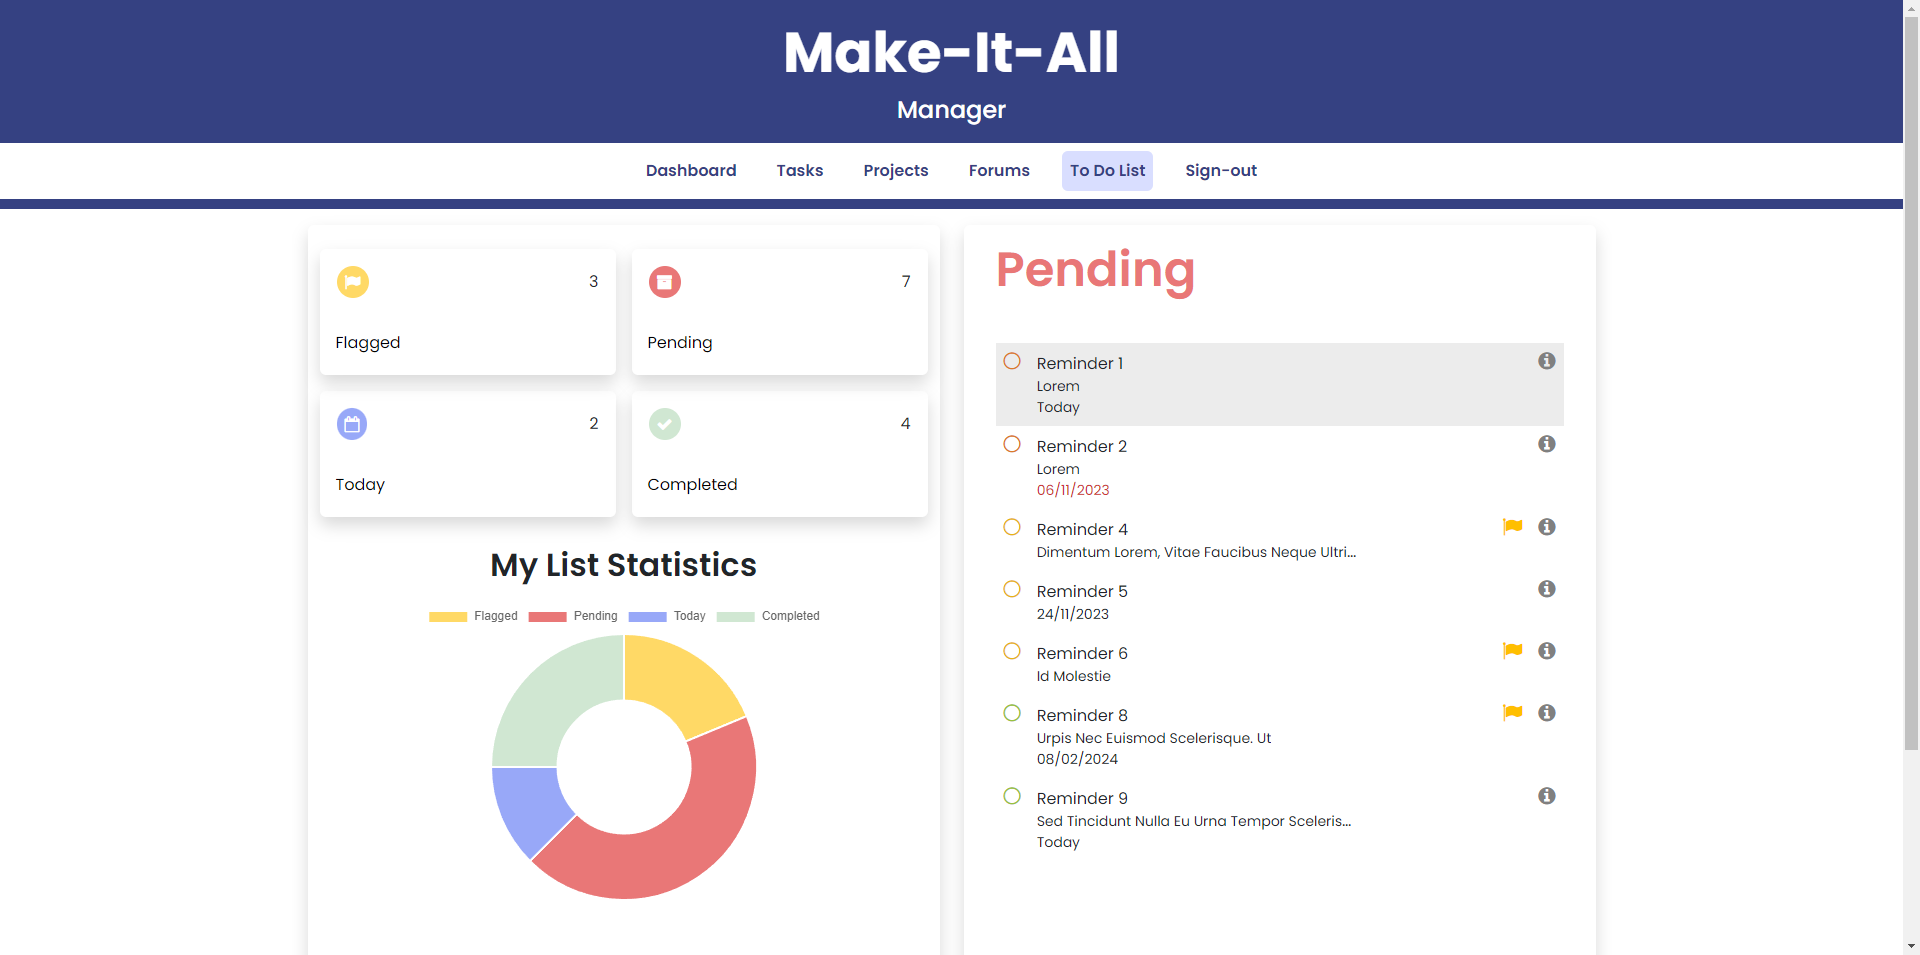 Make-It-All
Manager
Dashboard Tasks Projects Forums To Do List Sign-out
3
Flagged
7
Pending
2
Today
4
Completed
My List Statistics
Flagged Pending Today Completed
Pending
Reminder 1
Lorem
Today
Reminder 2
Lorem
06/11/2023
Reminder 4
Dimentum Lorem, Vitae Faucibus Neque Ultri...
Reminder 5
24/11/2023
Reminder 6
Id Molestie
Reminder 8
Urpis Nec Euismod Scelerisque. Ut
08/02/2024
Reminder 9
Sed Tincidunt Nulla Eu Urna Tempor Sceleris...
Today